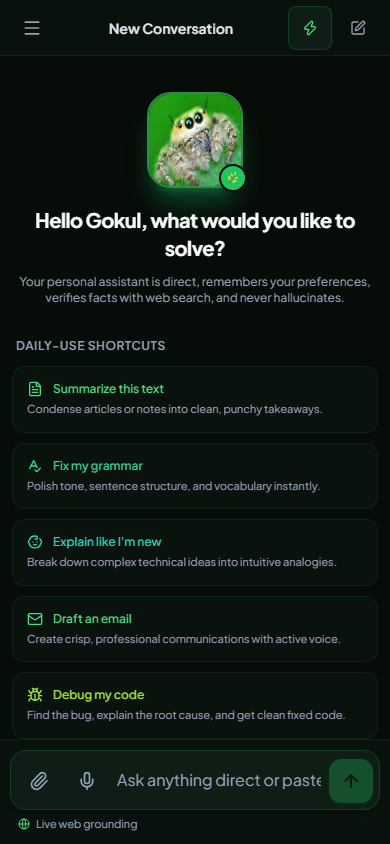 New Conversation
Hello Gokul, what would you like to
solve?
Your personal assistant is direct, remembers your preferences,
verifies facts with web search, and never hallucinates.
DAILY-USE SHORTCUTS
Summarize this text
Condense articles or notes into clean, punchy takeaways.
Fix my grammar
Polish tone, sentence structure, and vocabulary instantly.
Explain like I'm new
Break down complex technical ideas into intuitive analogies.
Draft an email
Create crisp, professional communications with active voice.
Debug my code
Find the bug, explain the root cause, and get clean fixed code.
Ask anything direct or paste
Live web grounding